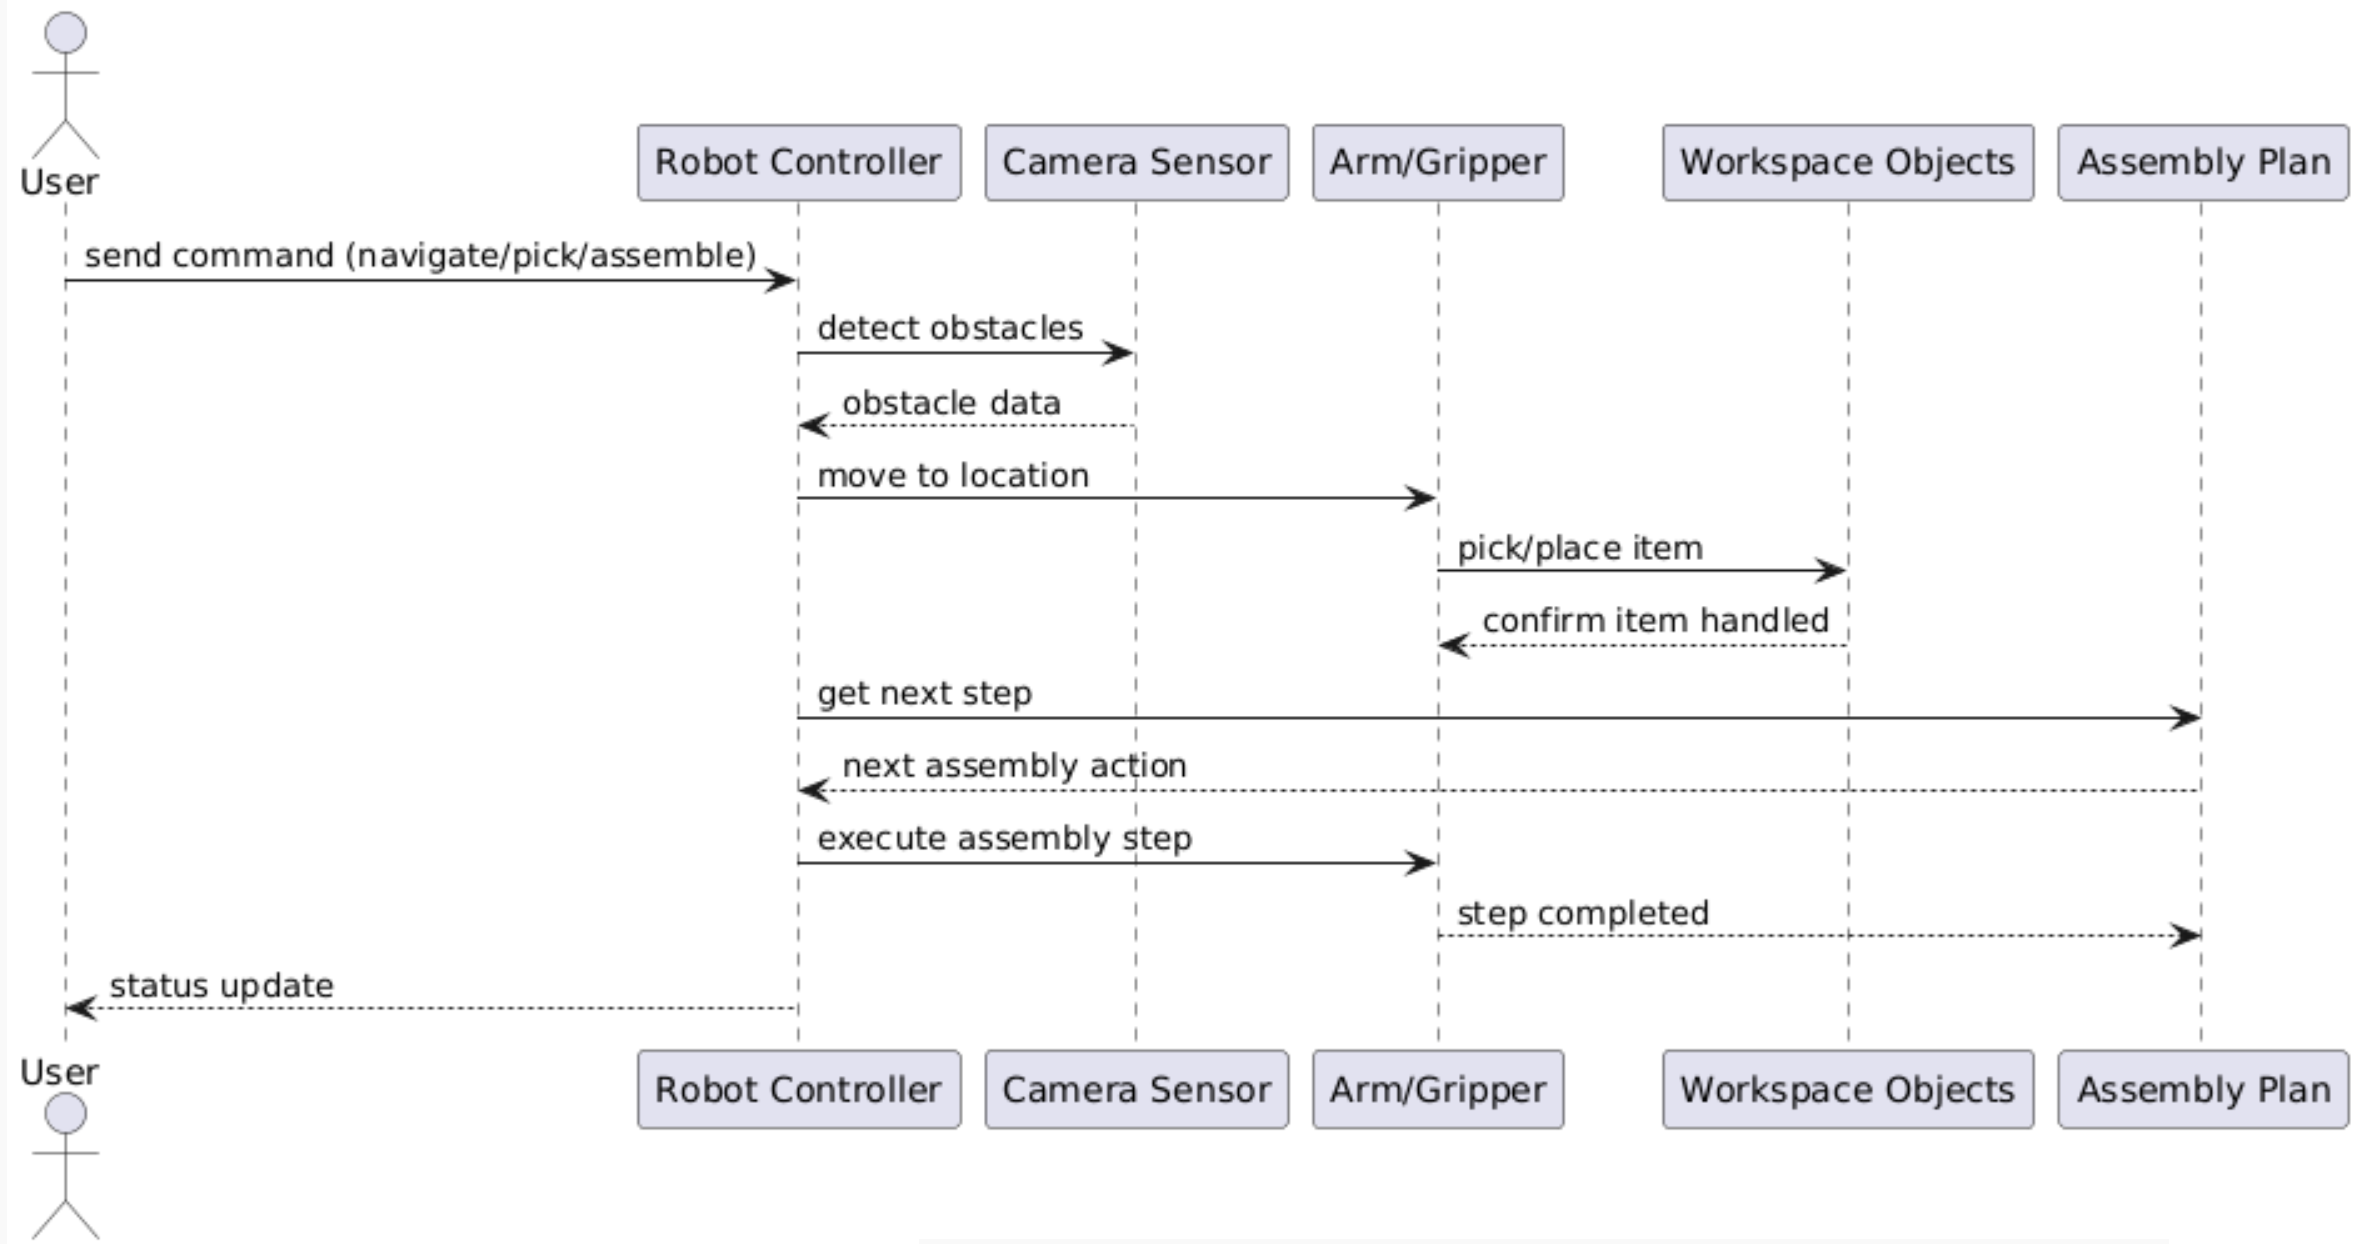 User
Robot Controller
Camera Sensor
Arm/Gripper
Workspace Objects
Assembly Plan
send command (navigate/pick/assemble)
detect obstacles
obstacle data
move to location
pick/place item
confirm item handled
get next step
next assembly action
execute assembly step
step completed
status update
User
Robot Controller
Camera Sensor
Arm/Gripper
Workspace Objects
Assembly Plan